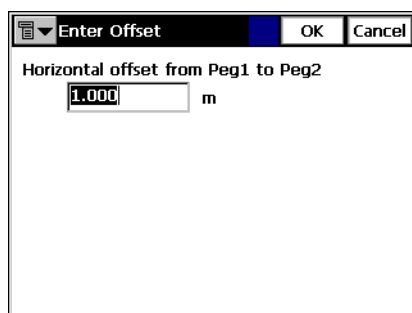 Enter Offset OK Cancel
Horizontal offset from Peg1 to Peg2
1.000 m